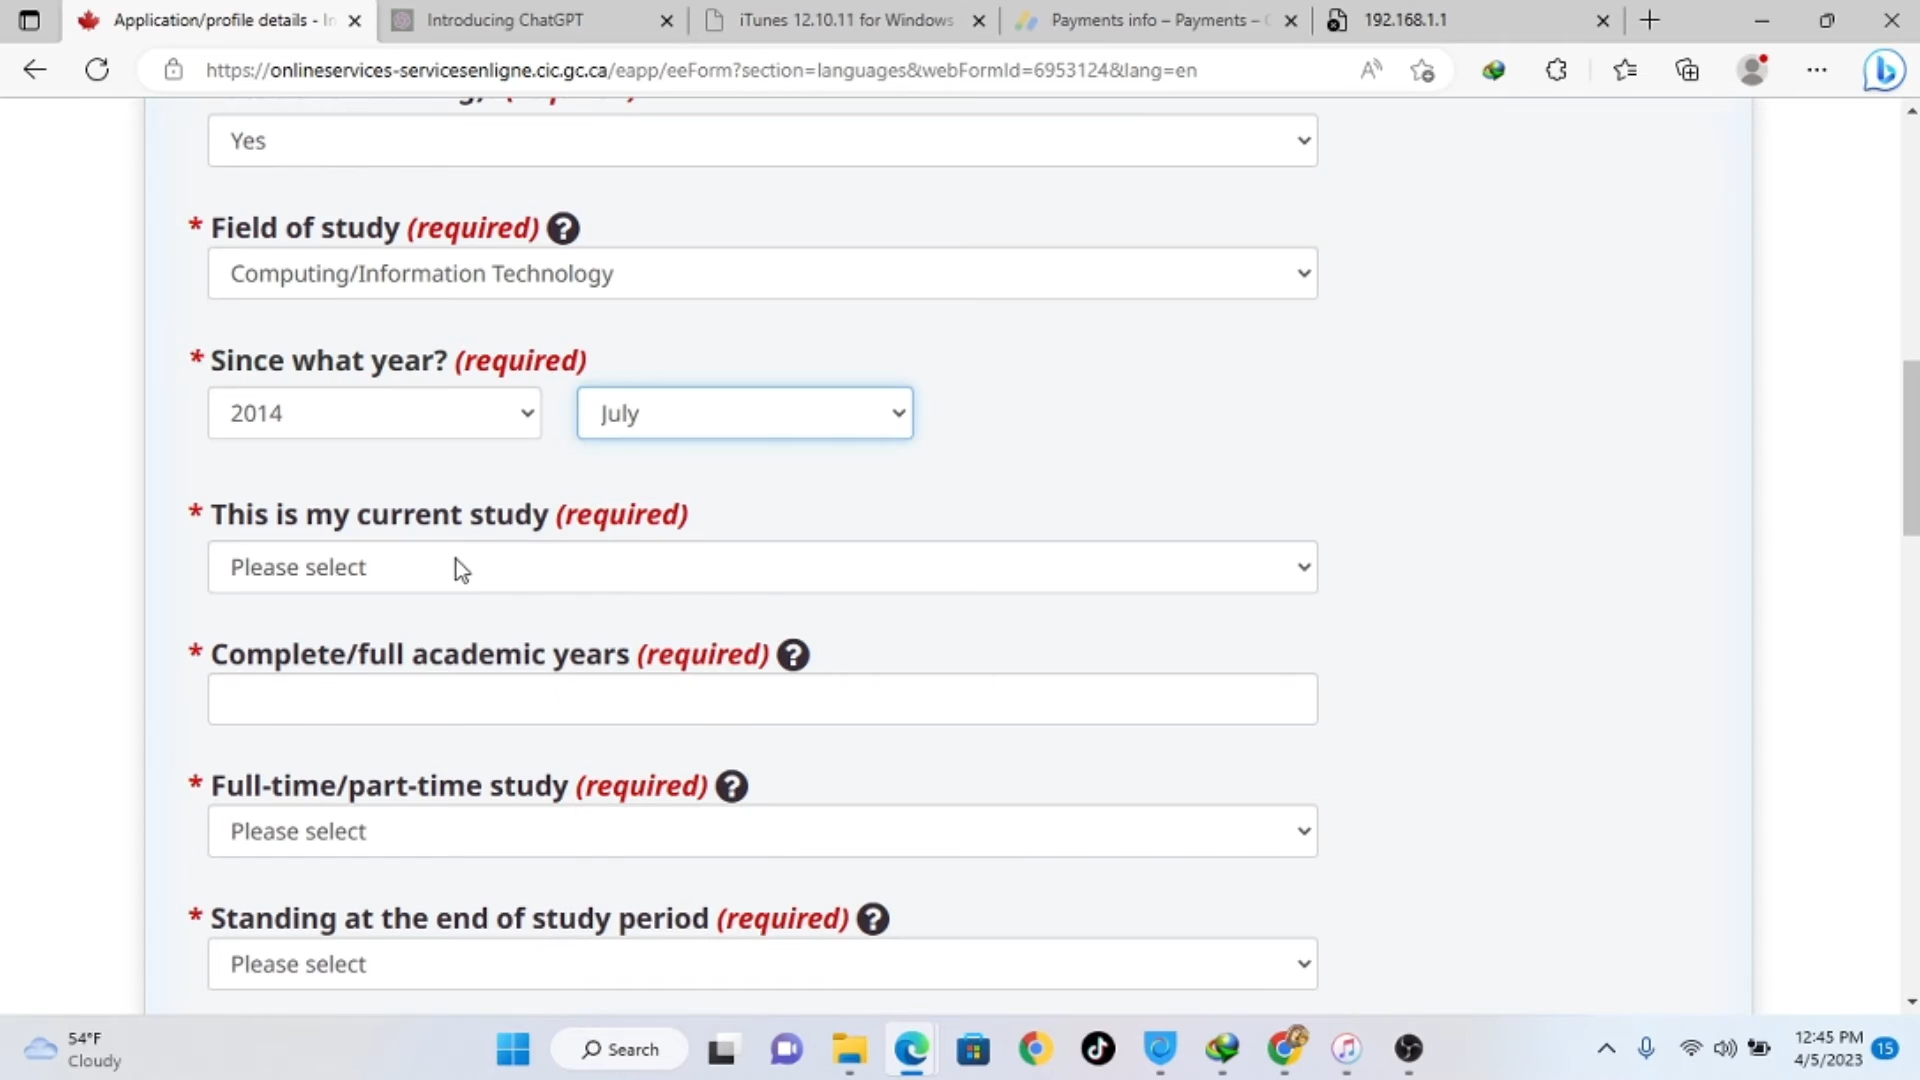 Application/profile details - In
Introducing ChatGPT
iTunes 12.10.11 for Windows
Payments info – Payments –
192.168.1.1
https://onlineservices-servicesenligne.cic.gc.ca/eapp/eeForm?section=languages&webFormId=6953124&lang=en
Yes
* Field of study (required) ?
Computing/Information Technology
* Since what year? (required)
2014 July
* This is my current study (required)
Please select
* Complete/full academic years (required) ?
* Full-time/part-time study (required) ?
Please select
* Standing at the end of study period (required) ?
Please select
54°F
Cloudy
Search
12:45 PM
4/5/2023
15